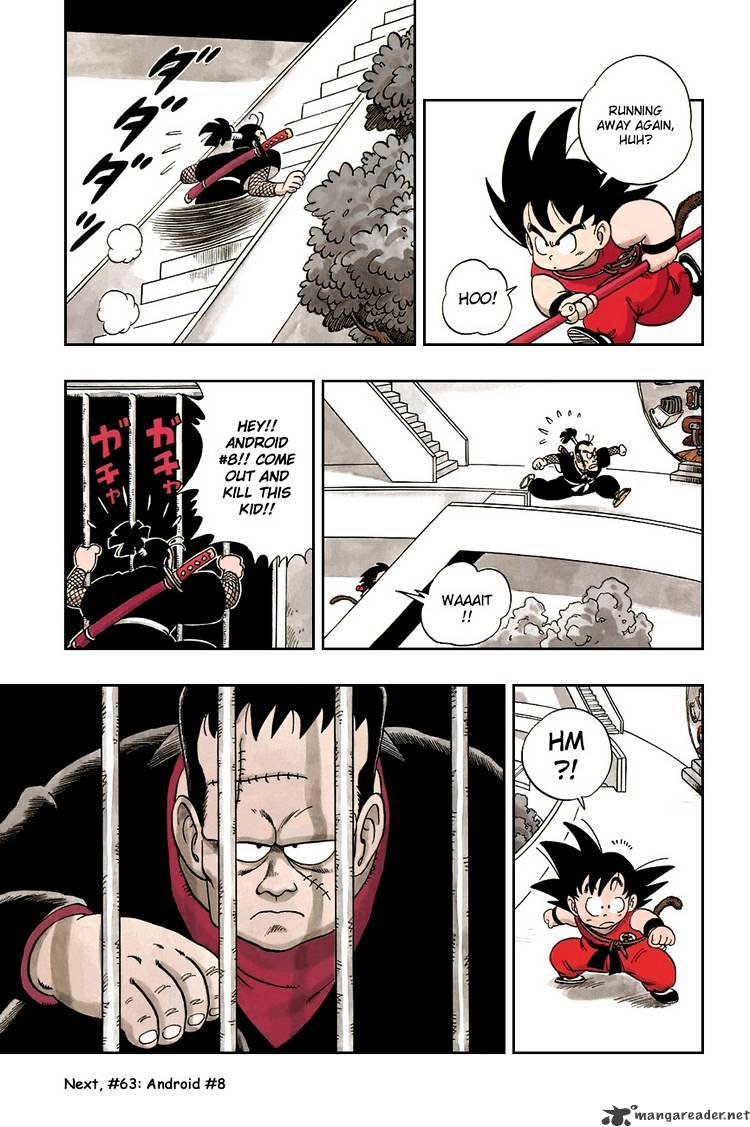 ダダダダ
RUNNING
AWAY AGAIN,
HUH?
HOO!
HEY!!
ANDROID
#8!! COME
OUT AND
KILL THIS
KID!!
ガチャ
ガチャ
WAAAIT
!!
HM
?!
Next, #63: Android #8
mangareader.net